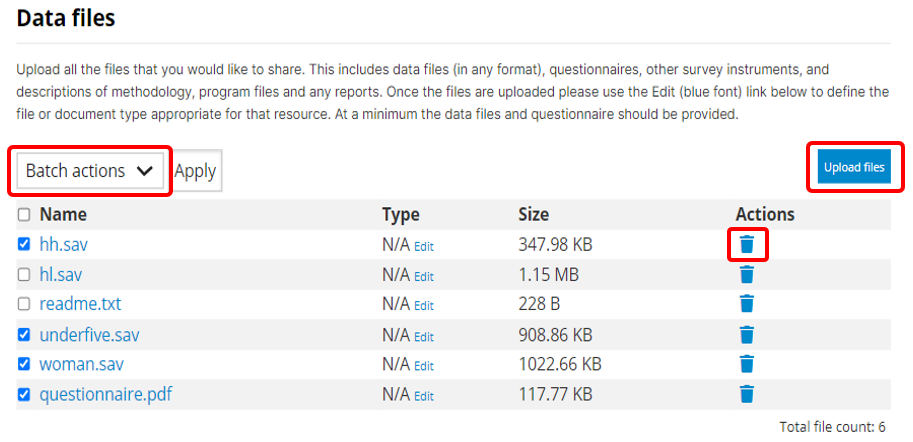 Data files
Upload all the files that you would like to share. This includes data files (in any format), questionnaires, other survey instruments, and
descriptions of methodology, program files and any reports. Once the files are uploaded please use the Edit (blue font) link below to define the
file or document type appropriate for that resource. At a minimum the data files and questionnaire should be provided.
Batch actions Apply Upload files
Name Type Size Actions
hh.sav N/A Edit 347.98 KB
hl.sav N/A Edit 1.15 MB
readme.txt N/A Edit 228 B
underfive.sav N/A Edit 908.86 KB
woman.sav N/A Edit 1022.66 KB
questionnaire.pdf N/A Edit 117.77 KB
Total file count: 6